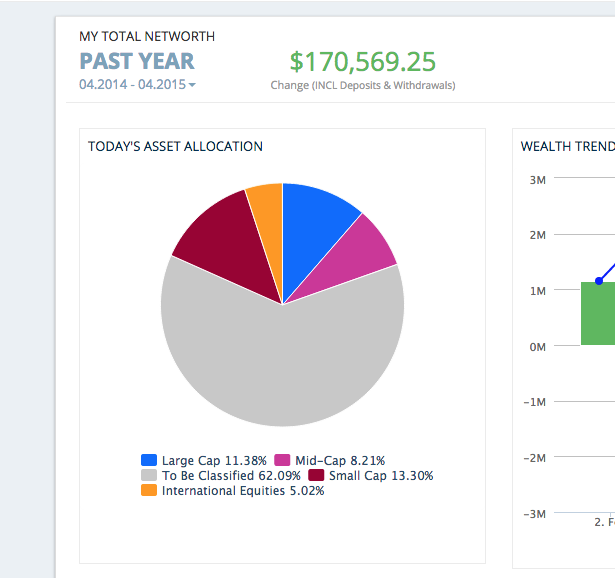 MY TOTAL NETWORTH
PAST YEAR
04.2014 - 04.2015
$170,569.25
Change (INCL Deposits & Withdrawals)
TODAY'S ASSET ALLOCATION
Large Cap 11.38% Mid-Cap 8.21%
To Be Classified 62.09% Small Cap 13.30%
International Equities 5.02%
WEALTH TREND
3M
2M
1M
0M
-1M
-2M
-3M
2. F